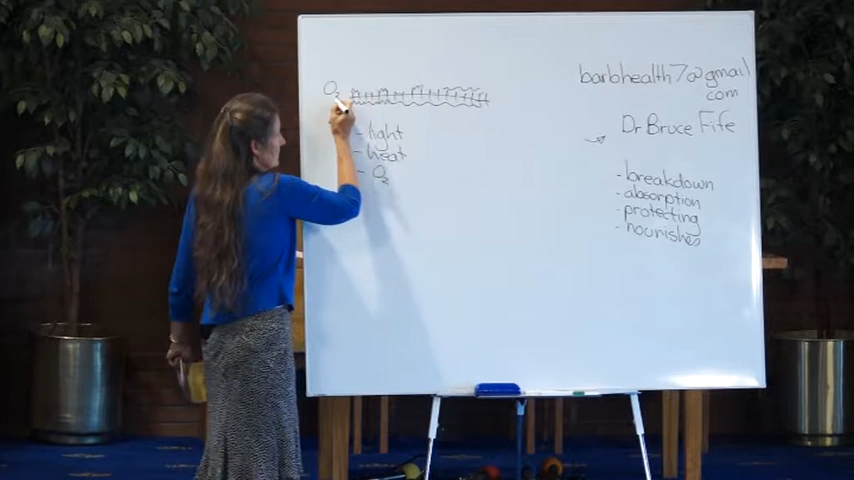 O2
- light
- heat
- O2
barbhealth7@gmail
com
Dr Bruce Fife
- breakdown
- absorption
- protecting
- nourishes